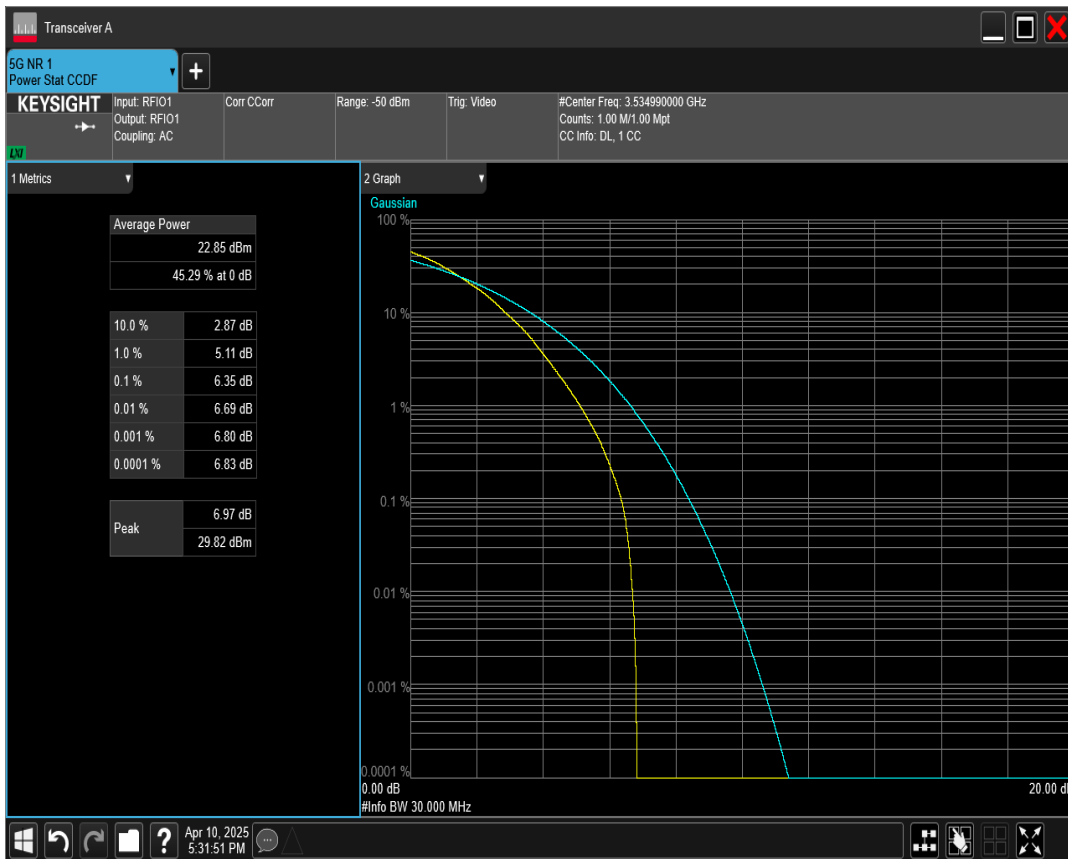 Transceiver A
5G NR 1
Power Stat CCDF
KEYSIGHT
LXI
Input: RFIO1
Output: RFIO1
Coupling: AC
Corr CCorr
Range: -50 dBm
Trig: Video
#Center Freq: 3.534990000 GHz
Counts: 1.00 M/1.00 Mpt
CC Info: DL, 1 CC
1 Metrics
Average Power
22.85 dBm
45.29 % at 0 dB
10.0 % 2.87 dB
1.0 % 5.11 dB
0.1 % 6.35 dB
0.01 % 6.69 dB
0.001 % 6.80 dB
0.0001 % 6.83 dB
Peak
6.97 dB
29.82 dBm
2 Graph
Gaussian
100 %
10 %
1 %
0.1 %
0.01 %
0.001 %
0.0001 %
0.00 dB
20.00 d
#Info BW 30.000 MHz
?
Apr 10, 2025
5:31:51 PM